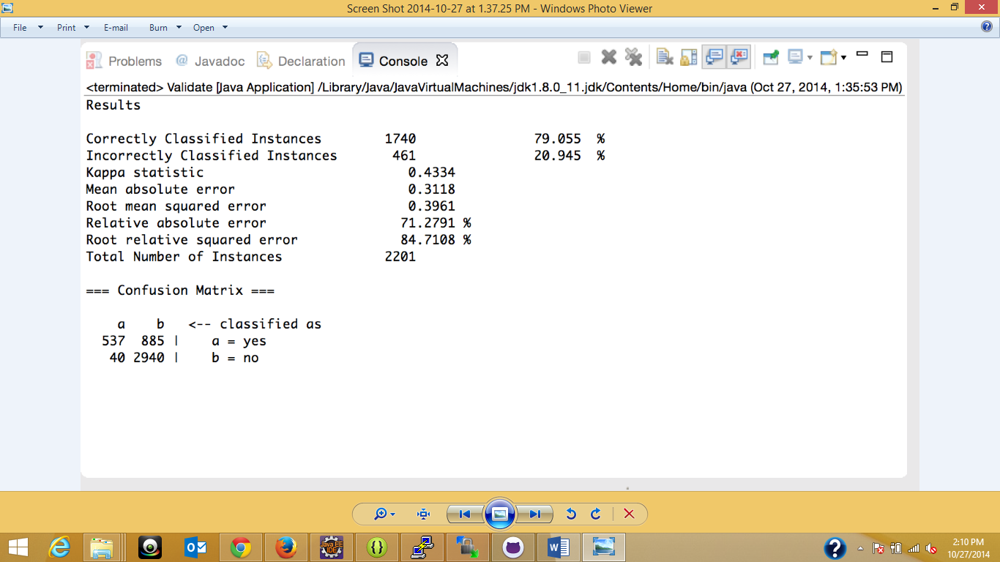 Screen Shot 2014-10-27 at 1.37.25 PM - Windows Photo Viewer
File Print E-mail Burn Open
Problems @ Javadoc Declaration Console
<terminated> Validate [Java Application] /Library/Java/JavaVirtualMachines/jdk1.8.0_11.jdk/Contents/Home/bin/java (Oct 27, 2014, 1:35:53 PM)
Results
Correctly Classified Instances 1740 79.055 %
Incorrectly Classified Instances 461 20.945 %
Kappa statistic 0.4334
Mean absolute error 0.3118
Root mean squared error 0.3961
Relative absolute error 71.2791 %
Root relative squared error 84.7108 %
Total Number of Instances 2201
=== Confusion Matrix ===
a b <-- classified as
537 885 | a = yes
40 2940 | b = no
Java EE
IDE
2:10 PM
10/27/2014